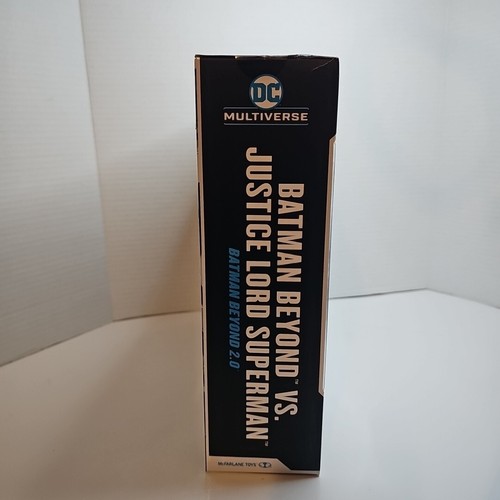 DC
MULTIVERSE
BATMAN BEYOND™ VS.
JUSTICE LORD SUPERMAN™
BATMAN BEYOND 2.0
McFARLANE TOYS